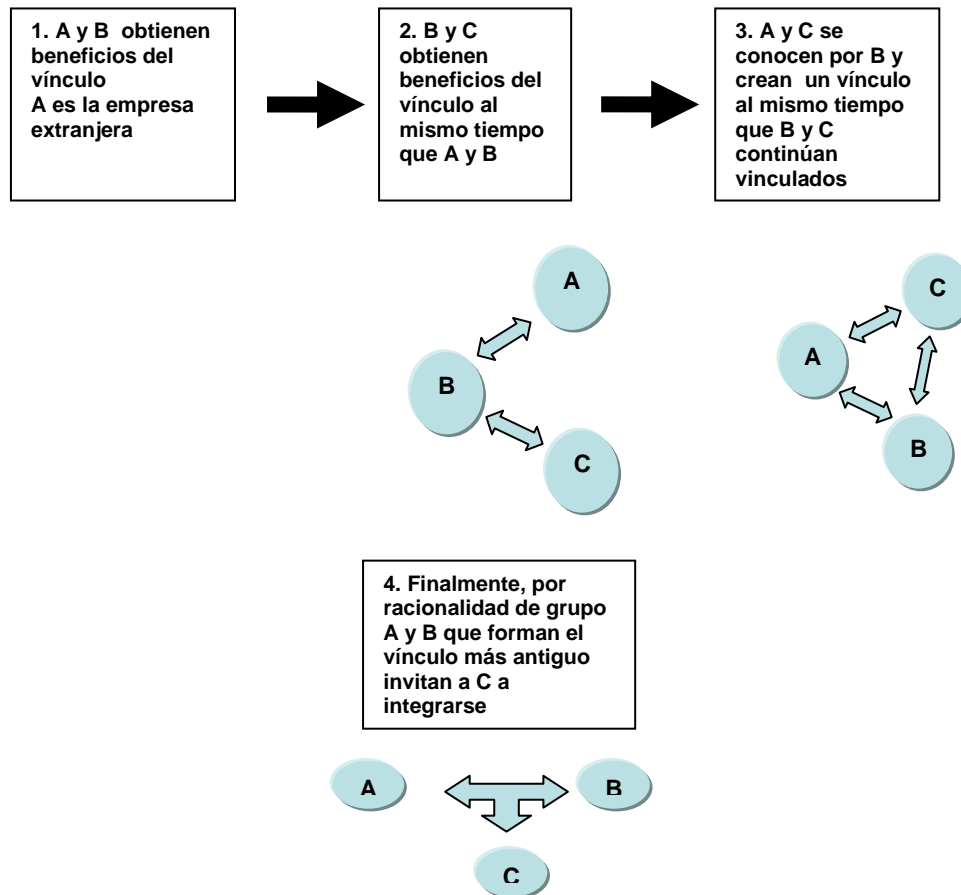 1. A y B  obtienen
beneficios del
vínculo
A es la empresa
extranjera
2. B y C
obtienen
beneficios del
vínculo al
mismo tiempo
que A y B
3. A y C se
conocen por B y
crean  un vínculo
al mismo tiempo
que B y C
continúan
vinculados
A
B
C
C
A
B
4. Finalmente, por
racionalidad de grupo
A y B que forman el
vínculo más antiguo
invitan a C a
integrarse
A
B
C